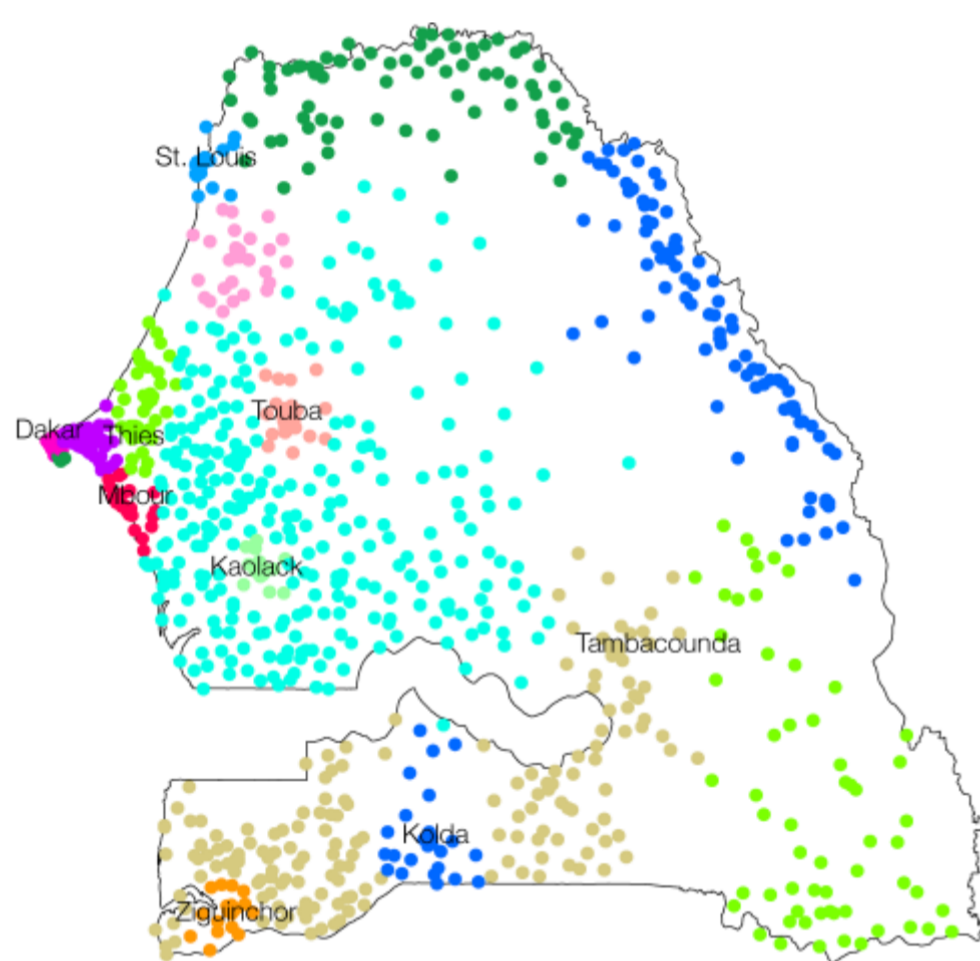 St. Louis
Touba
Dakar
Thies
Mbour
Kaolack
Tambacounda
Kolda
Ziguinchor